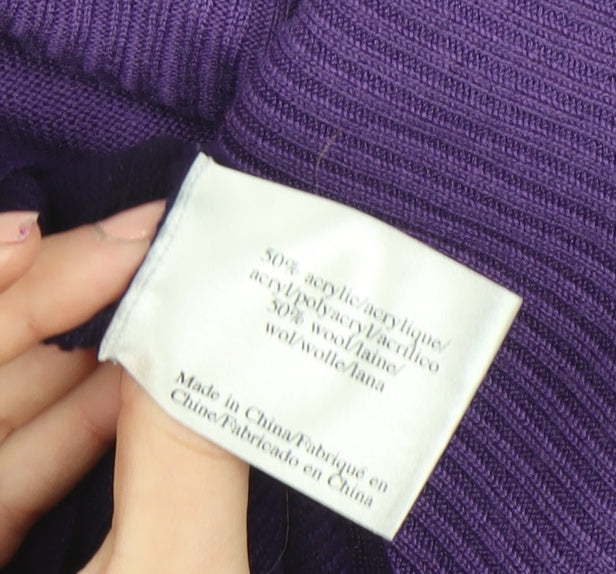 50% acrylic/acrylique/
acryl/polyacryl/acrilico
50% wool/laine/
wol/wolle/lana
Made in China/Fabriqué en
Chine/Fabricado en China